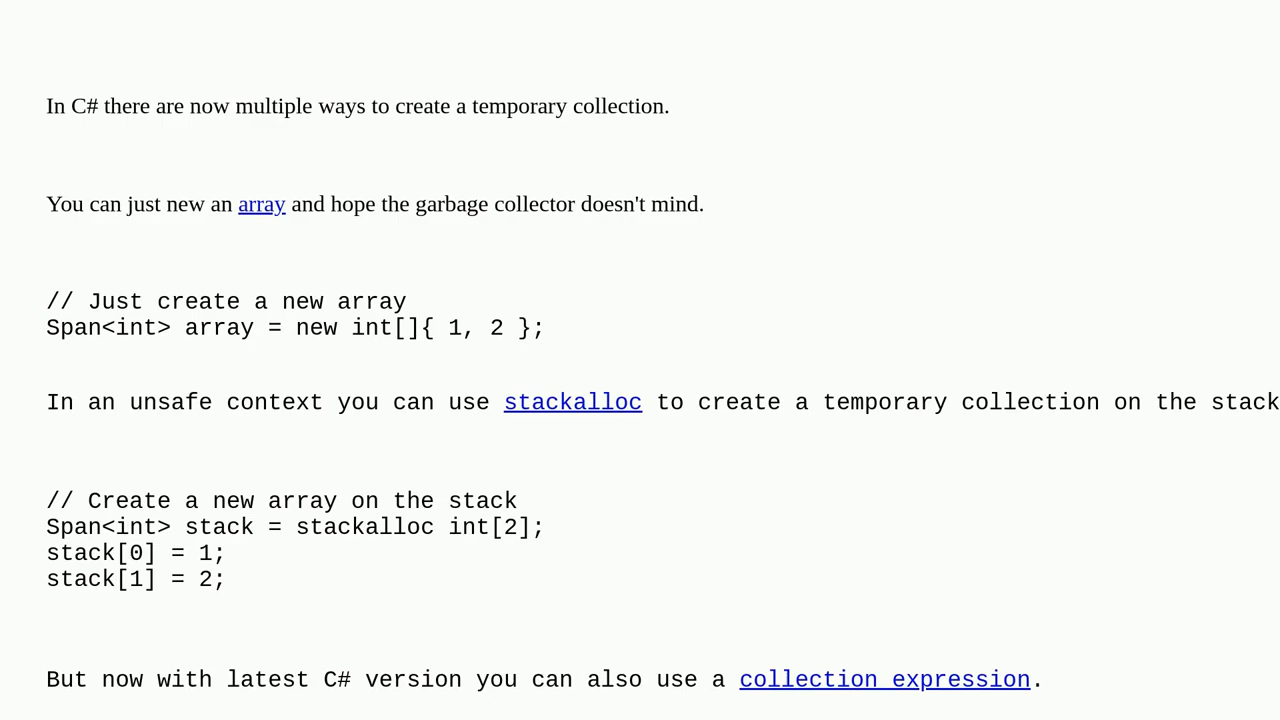 In C# there are now multiple ways to create a temporary collection.
You can just new an array and hope the garbage collector doesn't mind.
// Just create a new array
Span<int> array = new int[]{ 1, 2 };
In an unsafe context you can use stackalloc to create a temporary collection on the stack
// Create a new array on the stack
Span<int> stack = stackalloc int[2];
stack[0] = 1;
stack[1] = 2;
But now with latest C# version you can also use a collection expression.